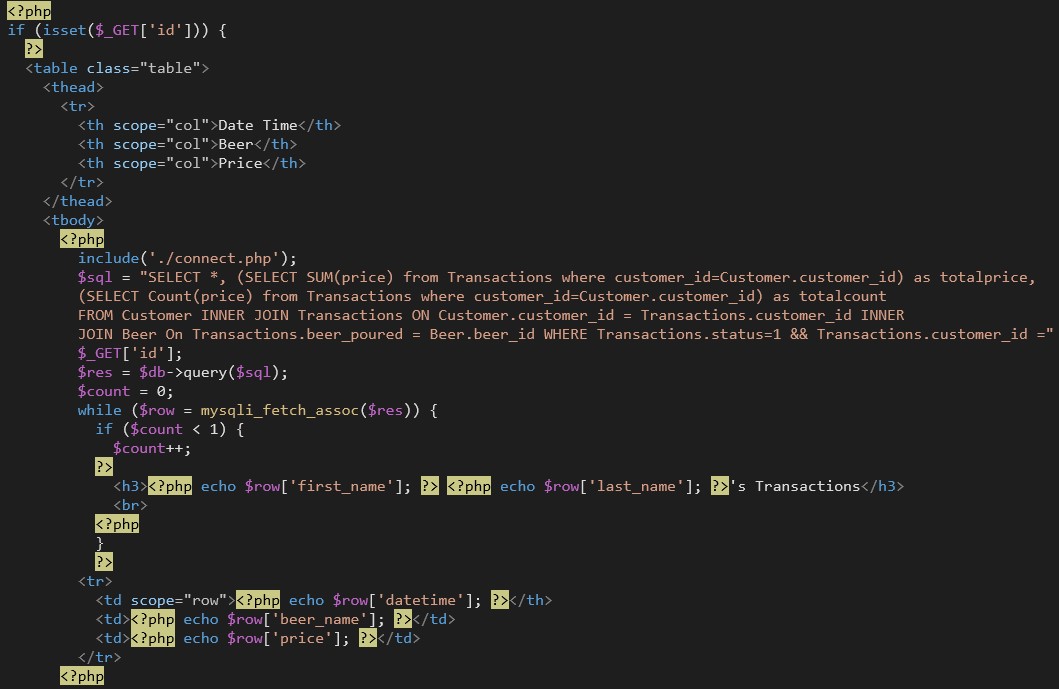 <?php
if (isset($_GET['id'])) {
  ?>
  <table class="table">
    <thead>
      <tr>
        <th scope="col">Date Time</th>
        <th scope="col">Beer</th>
        <th scope="col">Price</th>
      </tr>
    </thead>
    <tbody>
      <?php
        include('./connect.php');
        $sql = "SELECT *, (SELECT SUM(price) from Transactions where customer_id=Customer.customer_id) as totalprice,
        (SELECT Count(price) from Transactions where customer_id=Customer.customer_id) as totalcount
        FROM Customer INNER JOIN Transactions ON Customer.customer_id = Transactions.customer_id INNER
        JOIN Beer On Transactions.beer_poured = Beer.beer_id WHERE Transactions.status=1 && Transactions.customer_id ="
        $_GET['id'];
        $res = $db->query($sql);
        $count = 0;
        while ($row = mysqli_fetch_assoc($res)) {
          if ($count < 1) {
            $count++;
          ?>
            <h3><?php echo $row['first_name']; ?> <?php echo $row['last_name']; ?>'s Transactions</h3>
            <br>
          <?php
          }
          ?>
        <tr>
          <td scope="row"><?php echo $row['datetime']; ?></th>
          <td><?php echo $row['beer_name']; ?></td>
          <td><?php echo $row['price']; ?></td>
        </tr>
      <?php